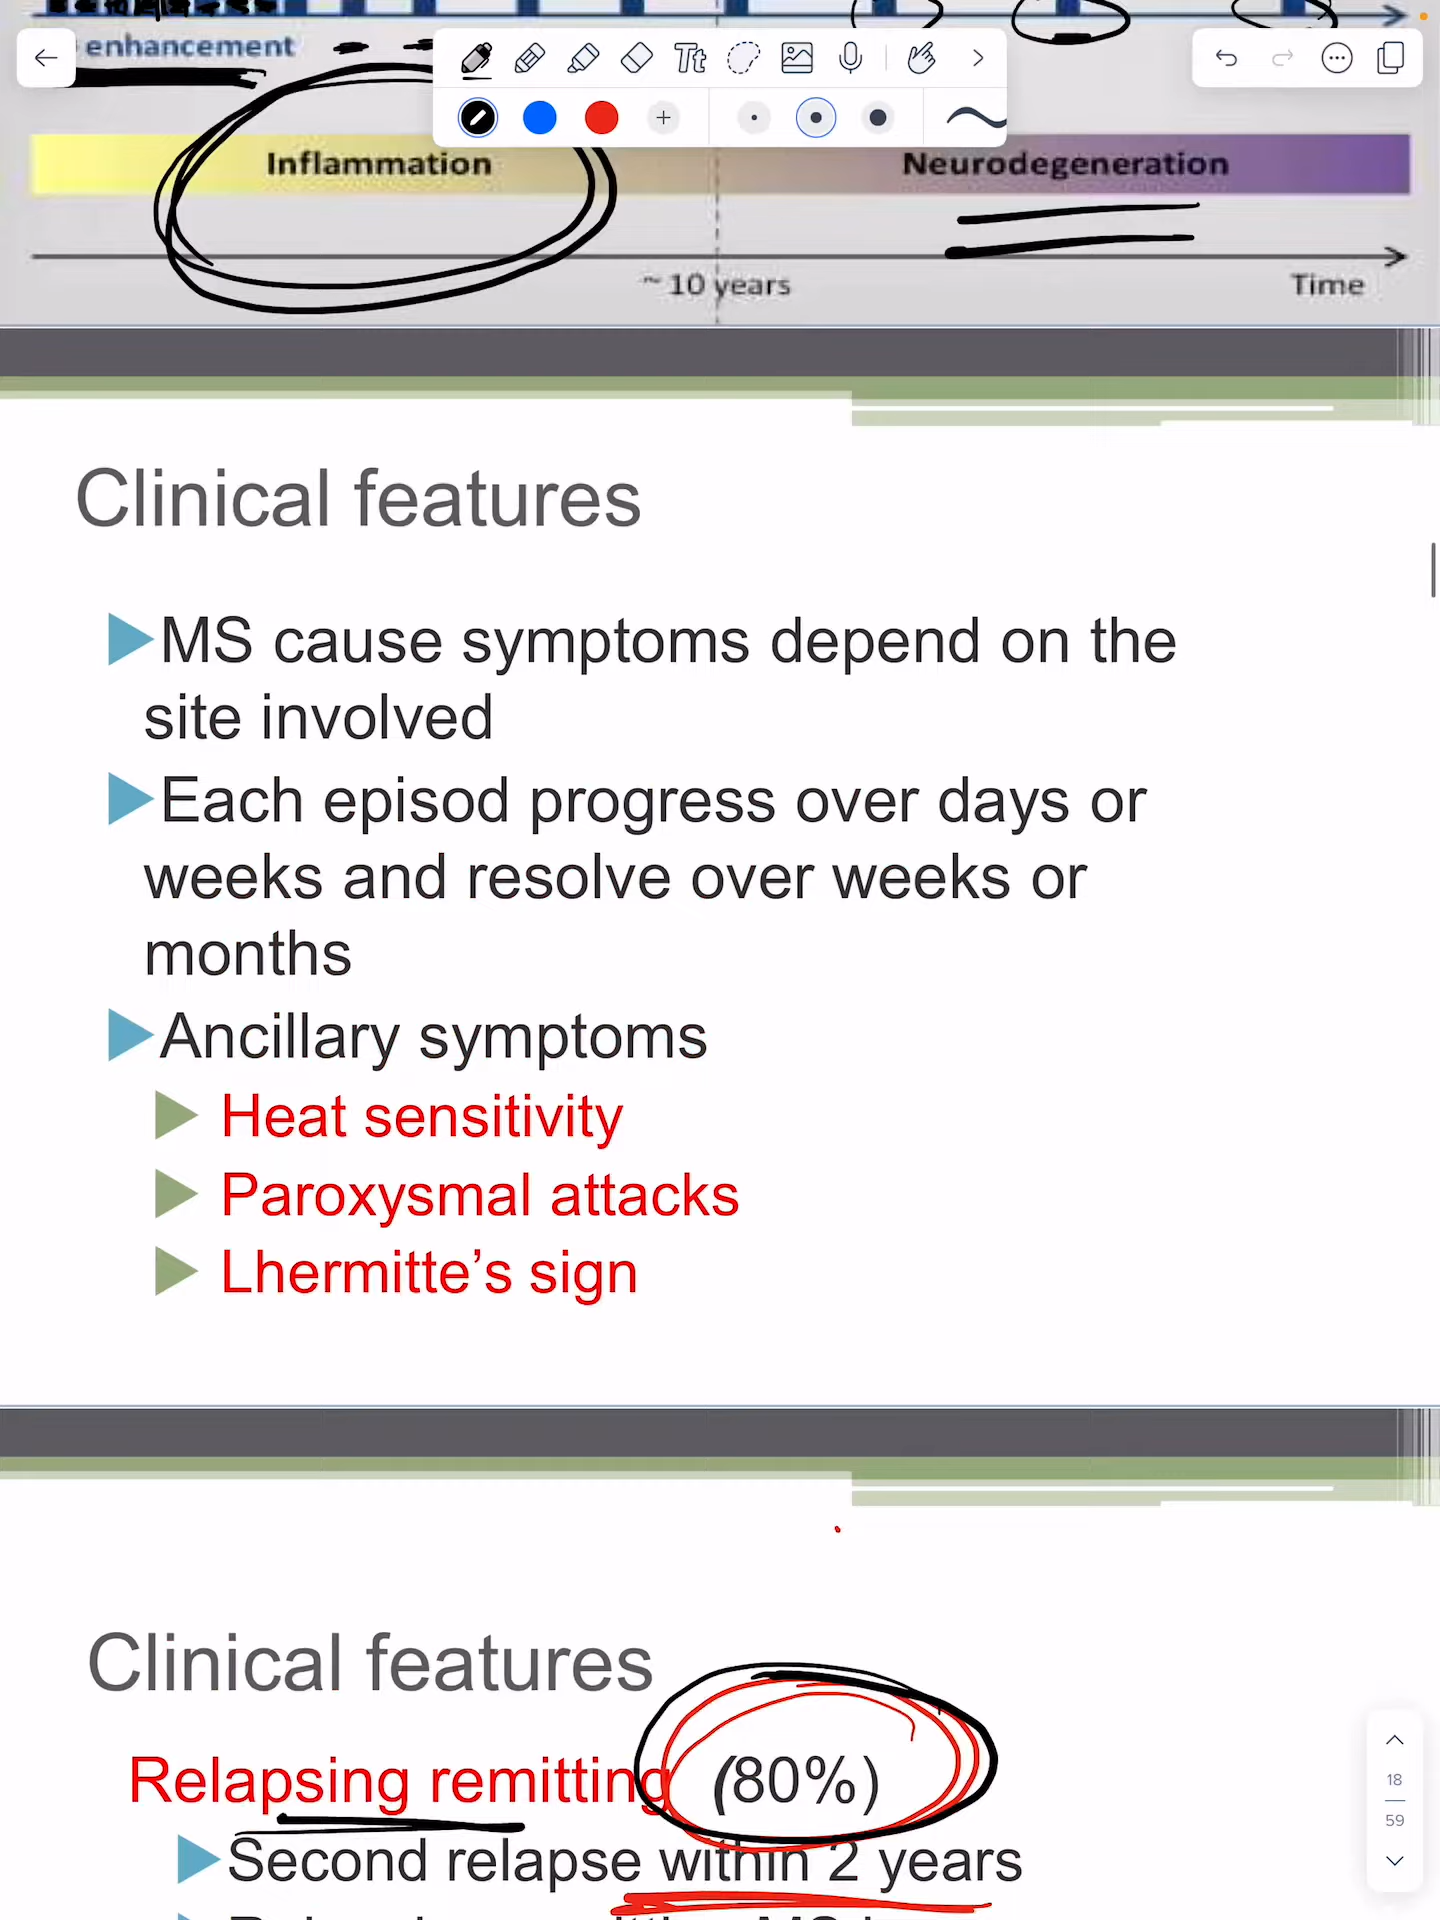 enhancement
Tt
Inflammation
Neurodegeneration
~ 10 years
Time
Clinical features
MS cause symptoms depend on the
site involved
Each episod progress over days or
weeks and resolve over weeks or
months
Ancillary symptoms
Heat sensitivity
Paroxysmal attacks
Lhermitte’s sign
Clinical features
Relapsing remitting (80%)
Second relapse within 2 years
18
59